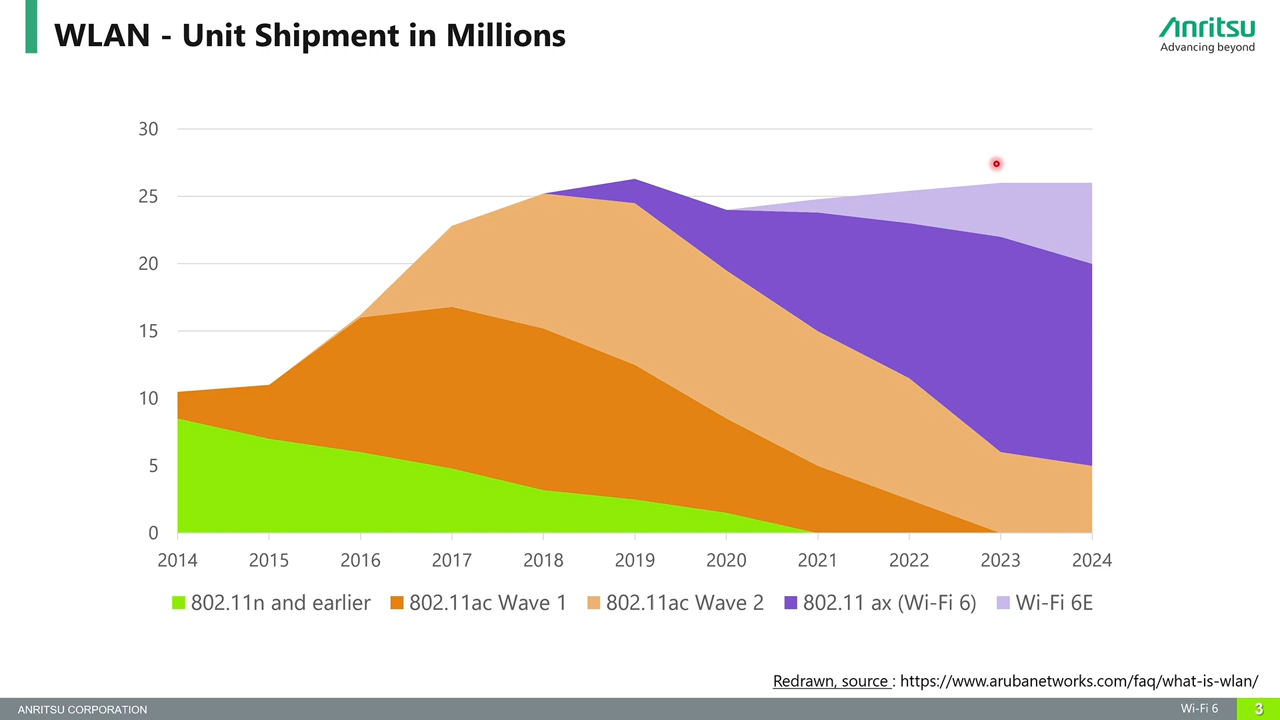 WLAN - Unit Shipment in Millions
Anritsu
Advancing beyond
30
25
20
15
10
5
0
2014 2015 2016 2017 2018 2019 2020 2021 2022 2023 2024
802.11n and earlier 802.11ac Wave 1 802.11ac Wave 2 802.11 ax (Wi-Fi 6) Wi-Fi 6E
Redrawn, source : https://www.arubanetworks.com/faq/what-is-wlan/
ANRITSU CORPORATION Wi-Fi 6 3